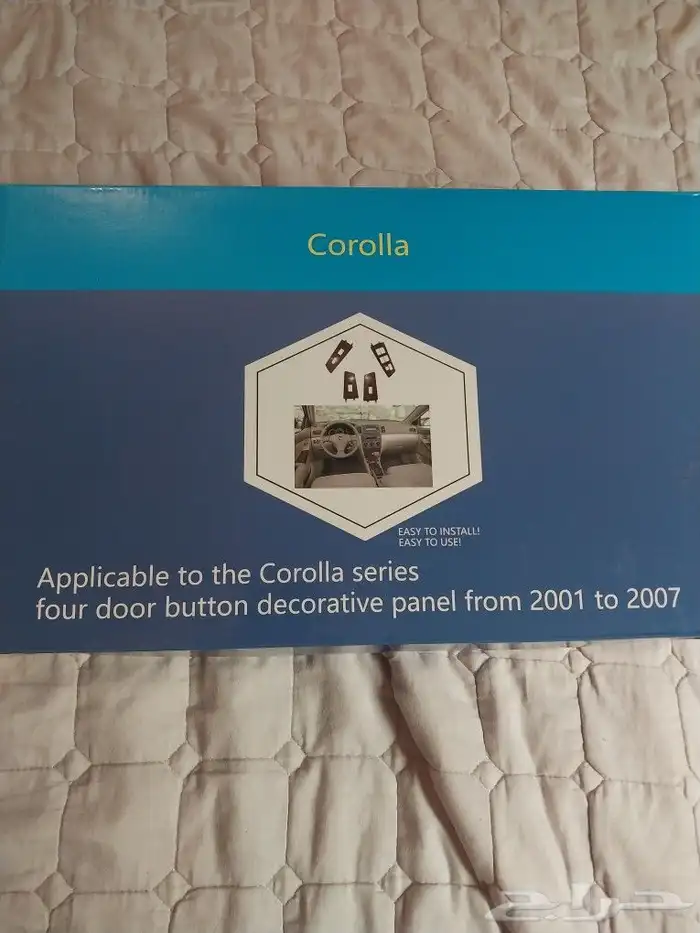 Corolla
EASY TO INSTALL!
EASY TO USE!
Applicable to the Corolla series
four door button decorative panel from 2001 to 2007
حراج